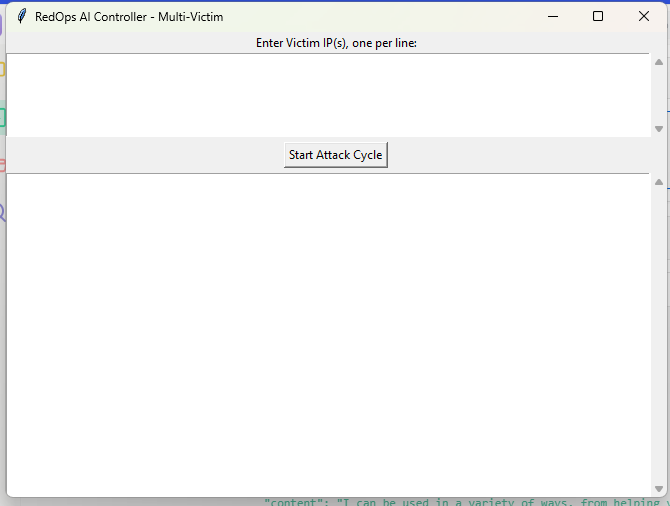 RedOps AI Controller - Multi-Victim
Enter Victim IP(s), one per line:
Start Attack Cycle
"content": "I can be used in a variety of ways, from helping